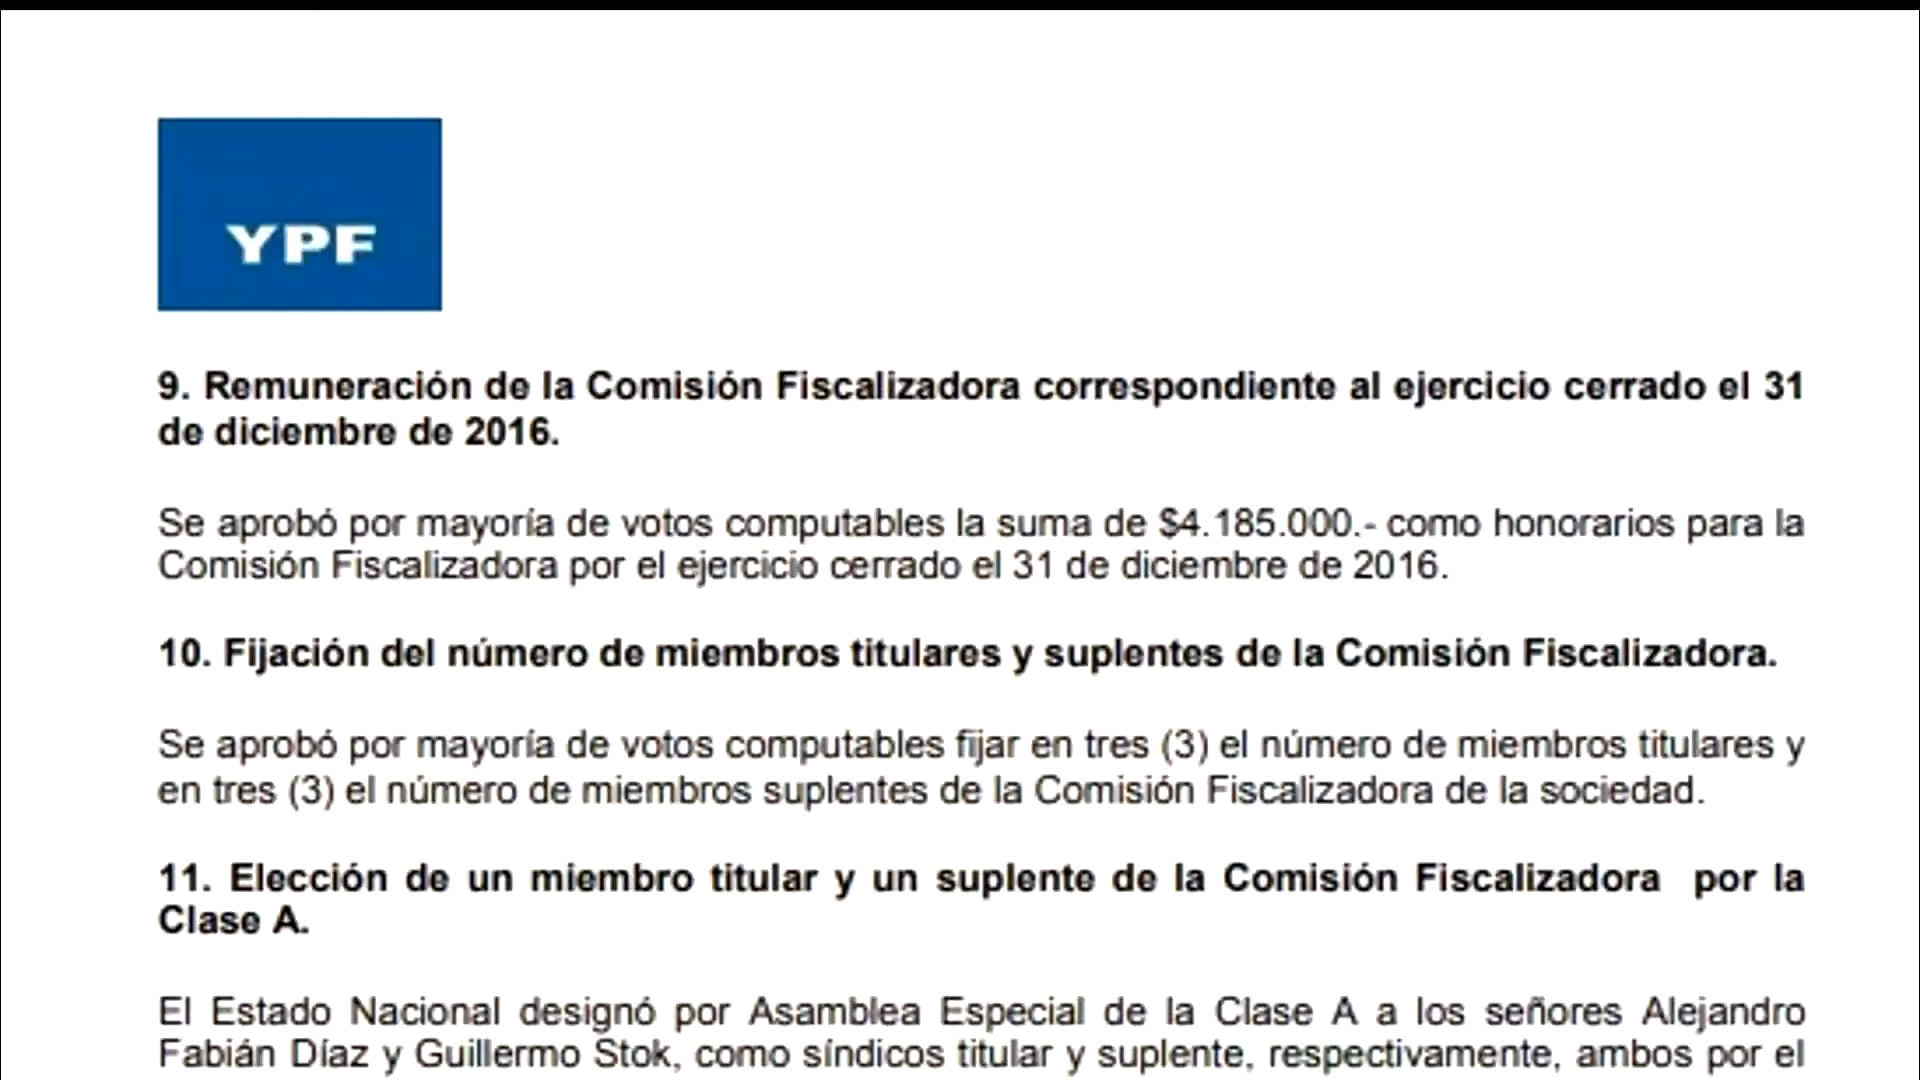 YPF
9. Remuneración de la Comisión Fiscalizadora correspondiente al ejercicio cerrado el 31
de diciembre de 2016.
Se aprobó por mayoría de votos computables la suma de $4.185.000.- como honorarios para la
Comisión Fiscalizadora por el ejercicio cerrado el 31 de diciembre de 2016.
10. Fijación del número de miembros titulares y suplentes de la Comisión Fiscalizadora.
Se aprobó por mayoría de votos computables fijar en tres (3) el número de miembros titulares y
en tres (3) el número de miembros suplentes de la Comisión Fiscalizadora de la sociedad.
11. Elección de un miembro titular y un suplente de la Comisión Fiscalizadora por la
Clase A.
El Estado Nacional designó por Asamblea Especial de la Clase A a los señores Alejandro
Fabián Díaz y Guillermo Stok, como síndicos titular y suplente, respectivamente, ambos por el